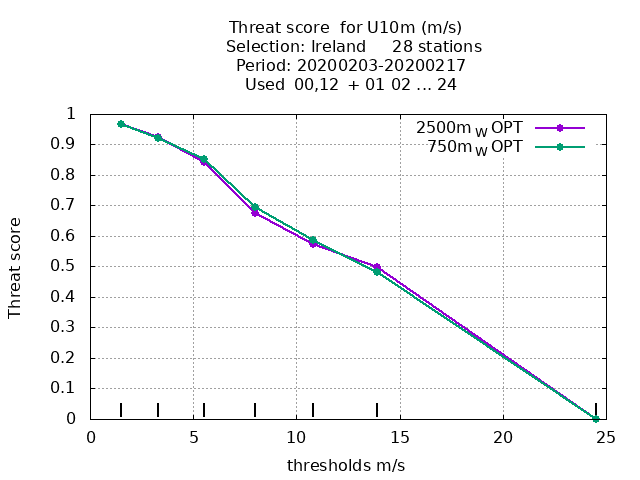 Threat score for U10m (m/s)
Selection: Ireland 28 stations
Period: 20200203-20200217
Used 00,12 + 01 02 ... 24
2500m W OPT
750m W OPT
1
0.9
0.8
0.7
0.6
0.5
0.4
0.3
0.2
0.1
0
Threat score
0 5 10 15 20 25
thresholds m/s